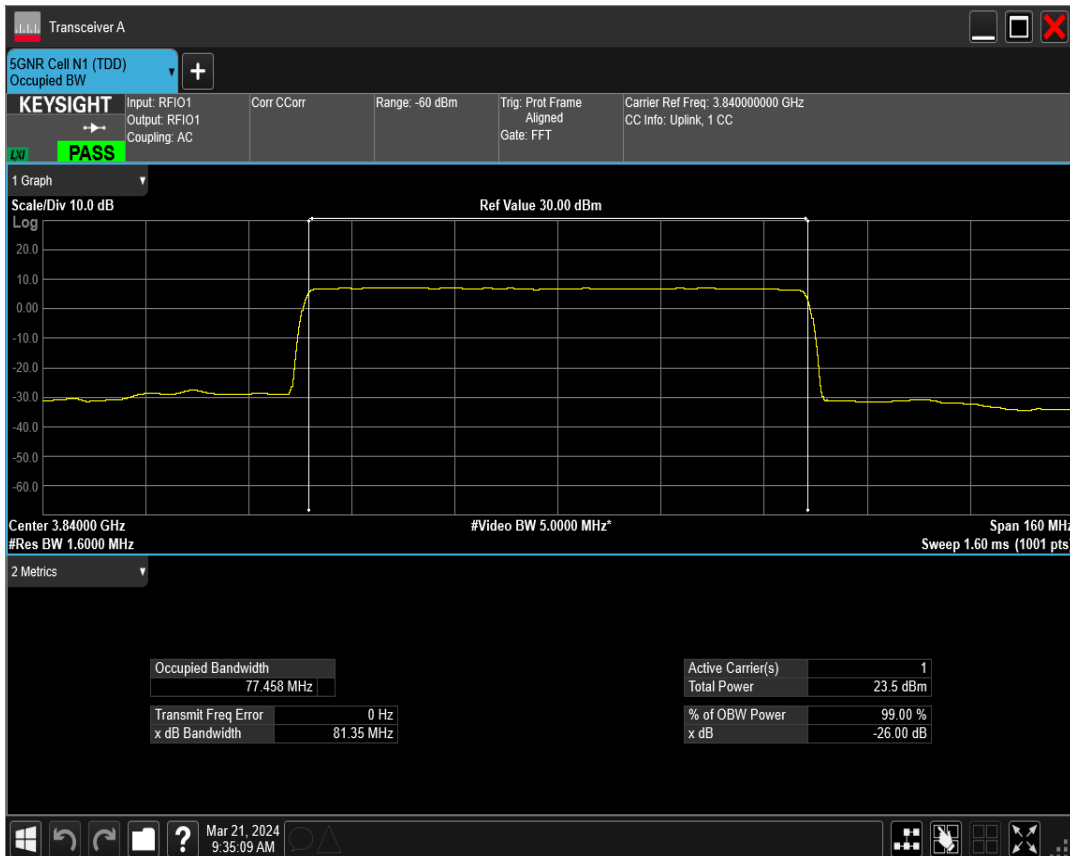 Transceiver A
5GNR Cell N1 (TDD)
Occupied BW
+
KEYSIGHT
LXI
PASS
Input: RFIO1
Output: RFIO1
Coupling: AC
Corr CCorr
Range: -60 dBm
Trig: Prot Frame
Aligned
Gate: FFT
Carrier Ref Freq: 3.840000000 GHz
CC Info: Uplink, 1 CC
1 Graph
Scale/Div 10.0 dB
Ref Value 30.00 dBm
Log
20.0
10.0
0.00
-10.0
-20.0
-30.0
-40.0
-50.0
-60.0
Center 3.84000 GHz
#Video BW 5.0000 MHz*
Span 160 MHz
#Res BW 1.6000 MHz
Sweep 1.60 ms (1001 pts)
2 Metrics
Occupied Bandwidth
77.458 MHz
Transmit Freq Error 0 Hz
x dB Bandwidth 81.35 MHz
Active Carrier(s) 1
Total Power 23.5 dBm
% of OBW Power 99.00 %
x dB -26.00 dB
?
Mar 21, 2024
9:35:09 AM